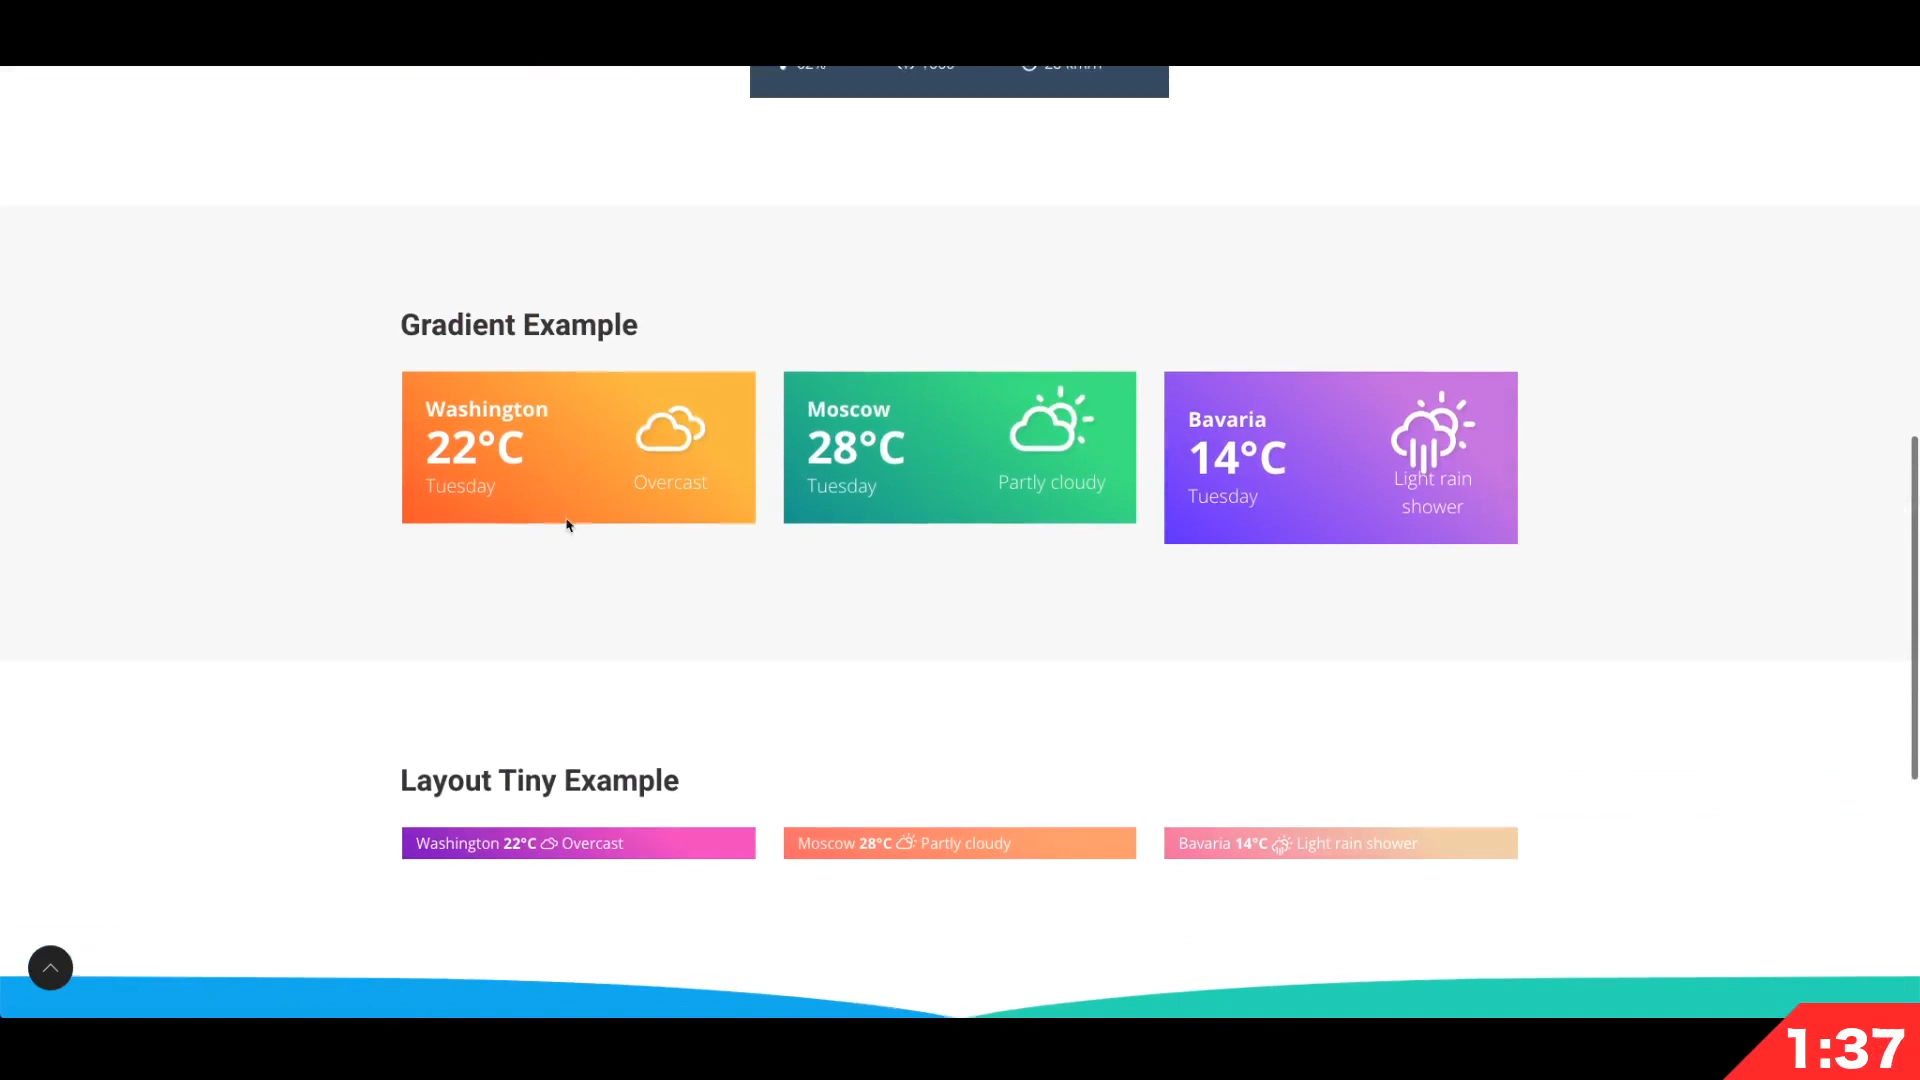 Gradient Example
Washington
22°C
Tuesday
Overcast
Moscow
28°C
Tuesday
Partly cloudy
Bavaria
14°C
Tuesday
Light rain
shower
Layout Tiny Example
Washington 22°C Overcast
Moscow 28°C Partly cloudy
Bavaria 14°C Light rain shower
1:37